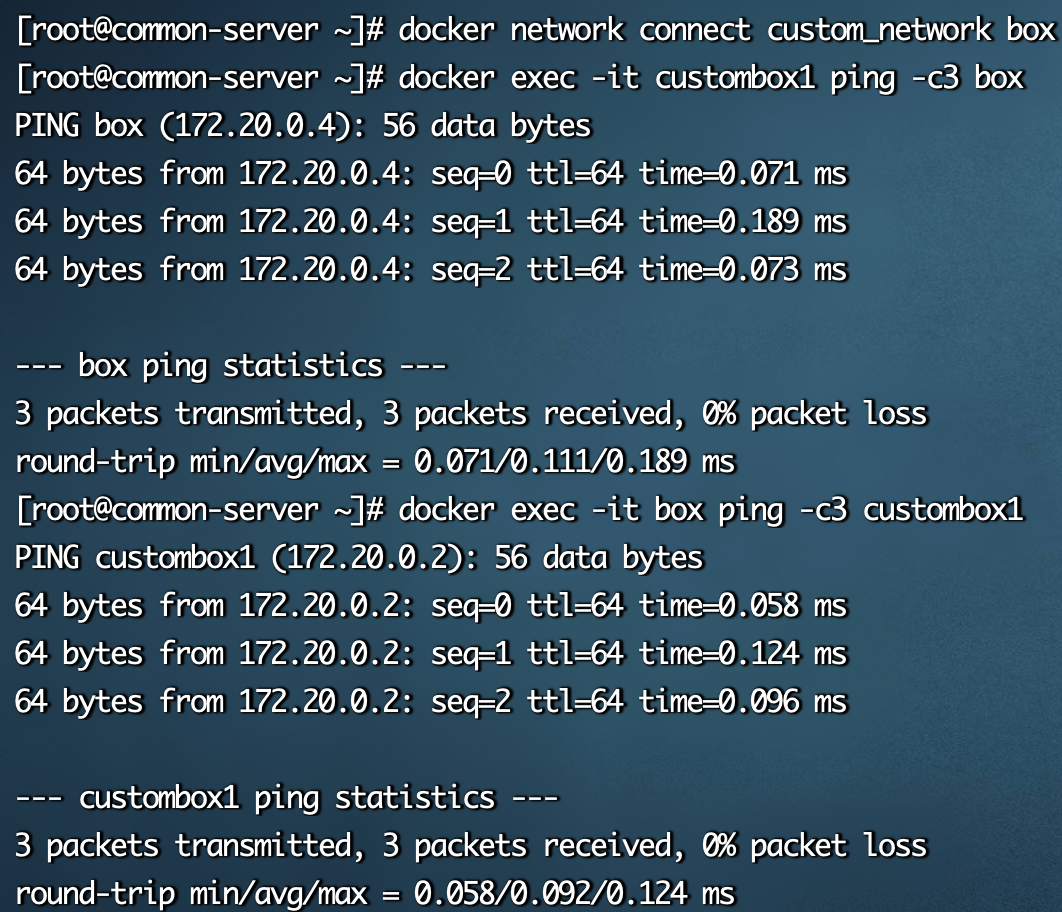 [root@common-server ~]# docker network connect custom_network box
[root@common-server ~]# docker exec -it custombox1 ping -c3 box
PING box (172.20.0.4): 56 data bytes
64 bytes from 172.20.0.4: seq=0 ttl=64 time=0.071 ms
64 bytes from 172.20.0.4: seq=1 ttl=64 time=0.189 ms
64 bytes from 172.20.0.4: seq=2 ttl=64 time=0.073 ms
--- box ping statistics ---
3 packets transmitted, 3 packets received, 0% packet loss
round-trip min/avg/max = 0.071/0.111/0.189 ms
[root@common-server ~]# docker exec -it box ping -c3 custombox1
PING custombox1 (172.20.0.2): 56 data bytes
64 bytes from 172.20.0.2: seq=0 ttl=64 time=0.058 ms
64 bytes from 172.20.0.2: seq=1 ttl=64 time=0.124 ms
64 bytes from 172.20.0.2: seq=2 ttl=64 time=0.096 ms
--- custombox1 ping statistics ---
3 packets transmitted, 3 packets received, 0% packet loss
round-trip min/avg/max = 0.058/0.092/0.124 ms